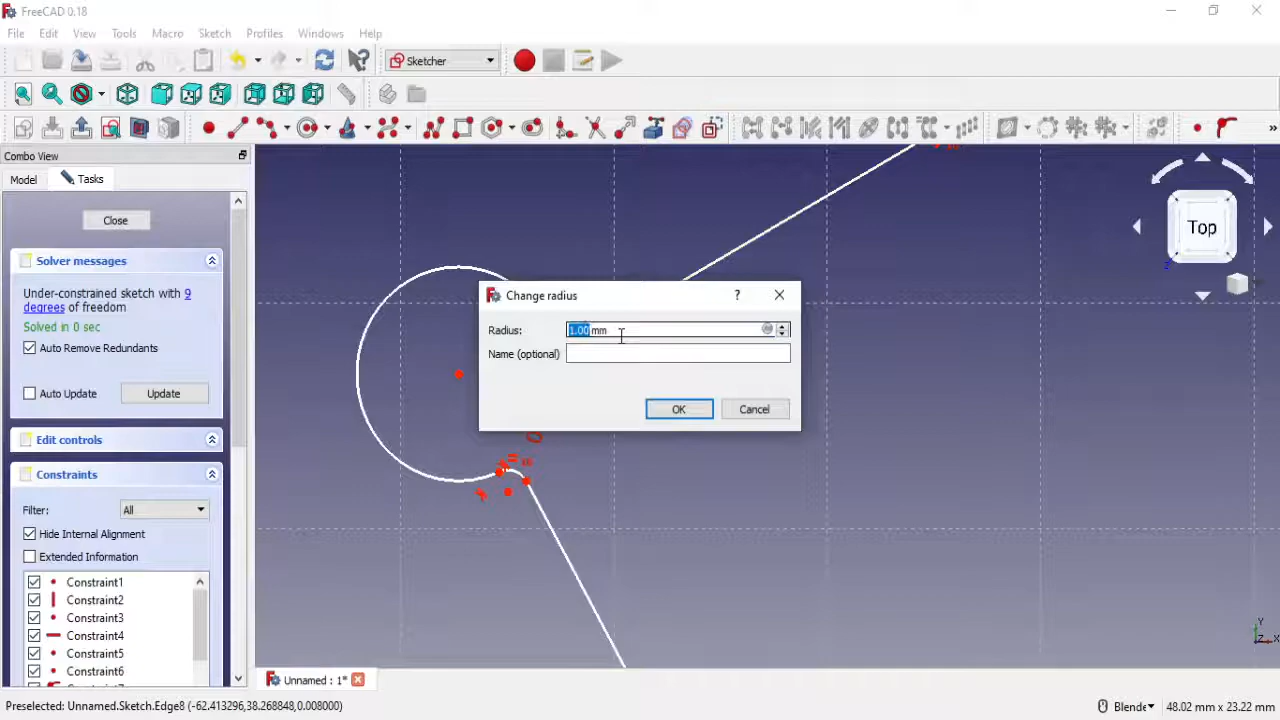 FreeCAD 0.18
File Edit View Tools Macro Sketch Profiles Windows Help
Sketcher
»
Combo View
Model Tasks
Close
Solver messages
Under-constrained sketch with 9
degrees of freedom
Solved in 0 sec
Auto Remove Redundants
Auto Update Update
Edit controls
Constraints
Filter: All
Hide Internal Alignment
Extended Information
Constraint1
Constraint2
Constraint3
Constraint4
Constraint5
Constraint6
Change radius
?
Radius: 1.00 mm
Name (optional)
OK Cancel
Top
Z
Y
Z X
Unnamed : 1*
Preselected: Unnamed.Sketch.Edge8 (-62.413296,38.268848,0.008000)
Blende
48.02 mm x 23.22 mm